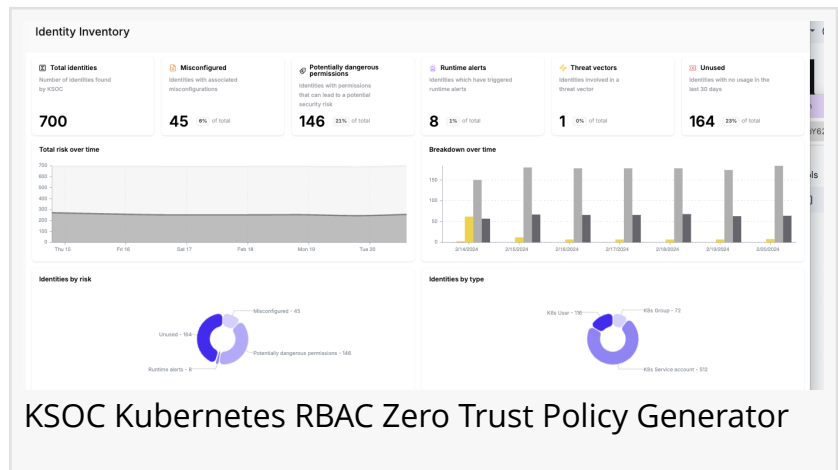 Identity Inventory
Total identities
Number of identities found
by KSOC
700
Misconfigured
Identities with associated
misconfigurations
45 6% of total
Potentially dangerous
permissions
Identities with permissions
that can lead to a potential
security risk
146 21% of total
Runtime alerts
Identities which have triggered
runtime alerts
8 1% of total
Threat vectors
Identities involved in a
threat vector
1 0% of total
Unused
Identities with no usage in the
last 30 days
164 23% of total
Total risk over time
700
600
500
400
300
200
100
0
Thu 15 Fri 16 Sat 17 Feb 18 Mon 19 Tue 20
Breakdown over time
150
100
50
0
2/14/2024 2/15/2024 2/16/2024 2/17/2024 2/18/2024 2/19/2024 2/20/2024
Identities by risk
Misconfigured - 45
Unused - 164
Potentially dangerous permissions - 146
Runtime alerts - 8
Identities by type
K8s User - 116
K8s Group - 72
K8s Service account - 512
KSOC Kubernetes RBAC Zero Trust Policy Generator